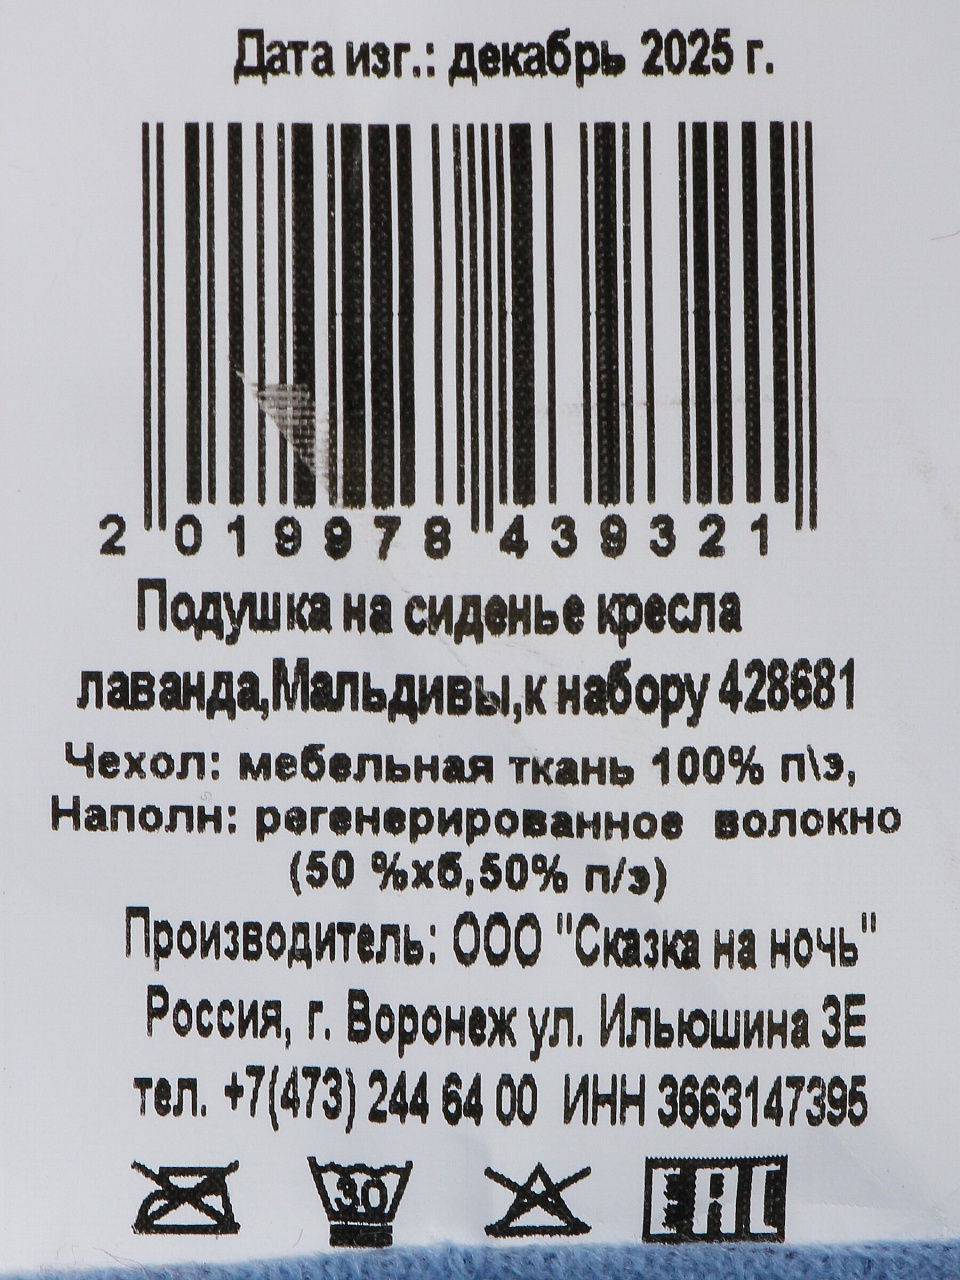 Дата изг.: декабрь 2025 г.
2 019978 439321
Подушка на сиденье кресла
лаванда,Мальдивы,к набору 428681
Чехол: мебельная ткань 100% п\э,
Наполн: регенерированное волокно
(50 %хб,50% п/э)
Производитель: ООО "Сказка на ночь"
Россия, г. Воронеж ул. Ильюшина 3Е
тел. +7(473) 244 64 00 ИНН 3663147395
30 EAC